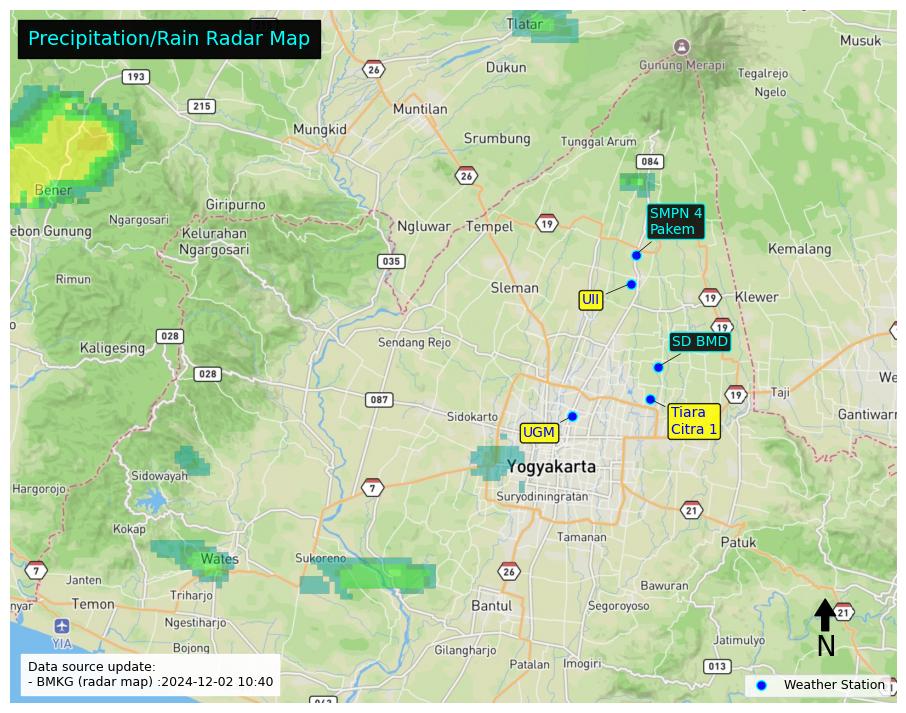 Precipitation/Rain Radar Map
Tlatar
Musuk
Gunung Merapi
26
Dukun
Tegalrejo
193
Ngelo
215
Muntilan
Mungkid
Srumbung
Tunggal Arum
084
26
Bener
Giripurno
SMPN 4
Pakem
Ngargosari
Ngluwar
Tempel
19
ebon Gunung
Kelurahan
Ngargosari
Kemalang
035
Rimun
Sleman
UII
19
Klewer
19
028
Sendang Rejo
SD BMD
Kaligesing
028
We
087
19
Taji
Sidokarto
Tiara
Citra 1
Gantiwarn
UGM
Yogyakarta
Sidowayah
Hargorojo
7
Suryodiningratan
21
Kokap
Tamanan
Patuk
Wates
Sukoreno
7
26
Janten
Bawuran
Triharjo
nyar
Temon
Bantul
Segoroyoso
21
Ngestiharjo
YIA
N
Bojong
Gilangharjo
Jatimulyo
Patalan
Imogiri
013
Data source update:
- BMKG (radar map) :2024-12-02 10:40
Weather Station